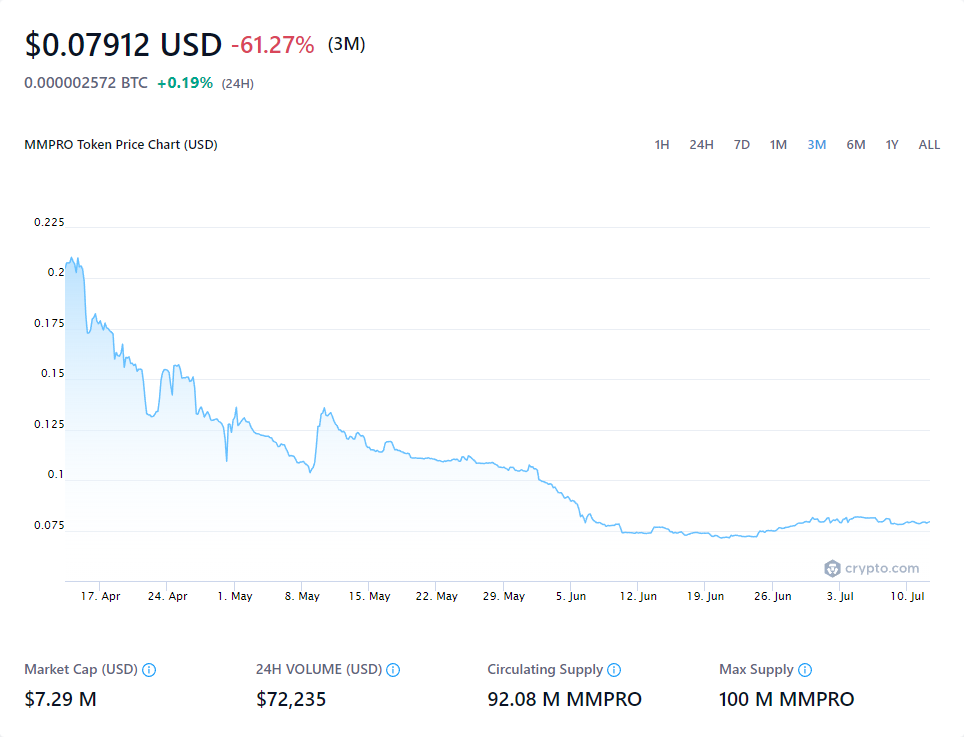 $0.07912 USD -61.27% (3M)
0.000002572 BTC +0.19% (24H)
MMPRO Token Price Chart (USD) 1H 24H 7D 1M 3M 6M 1Y ALL
0.225
0.2
0.175
0.15
0.125
0.1
0.075
crypto.com
17. Apr 24. Apr 1. May 8. May 15. May 22. May 29. May 5. Jun 12. Jun 19. Jun 26. Jun 3. Jul 10. Jul
Market Cap (USD) 24H VOLUME (USD) Circulating Supply Max Supply
$7.29 M $72,235 92.08 M MMPRO 100 M MMPRO